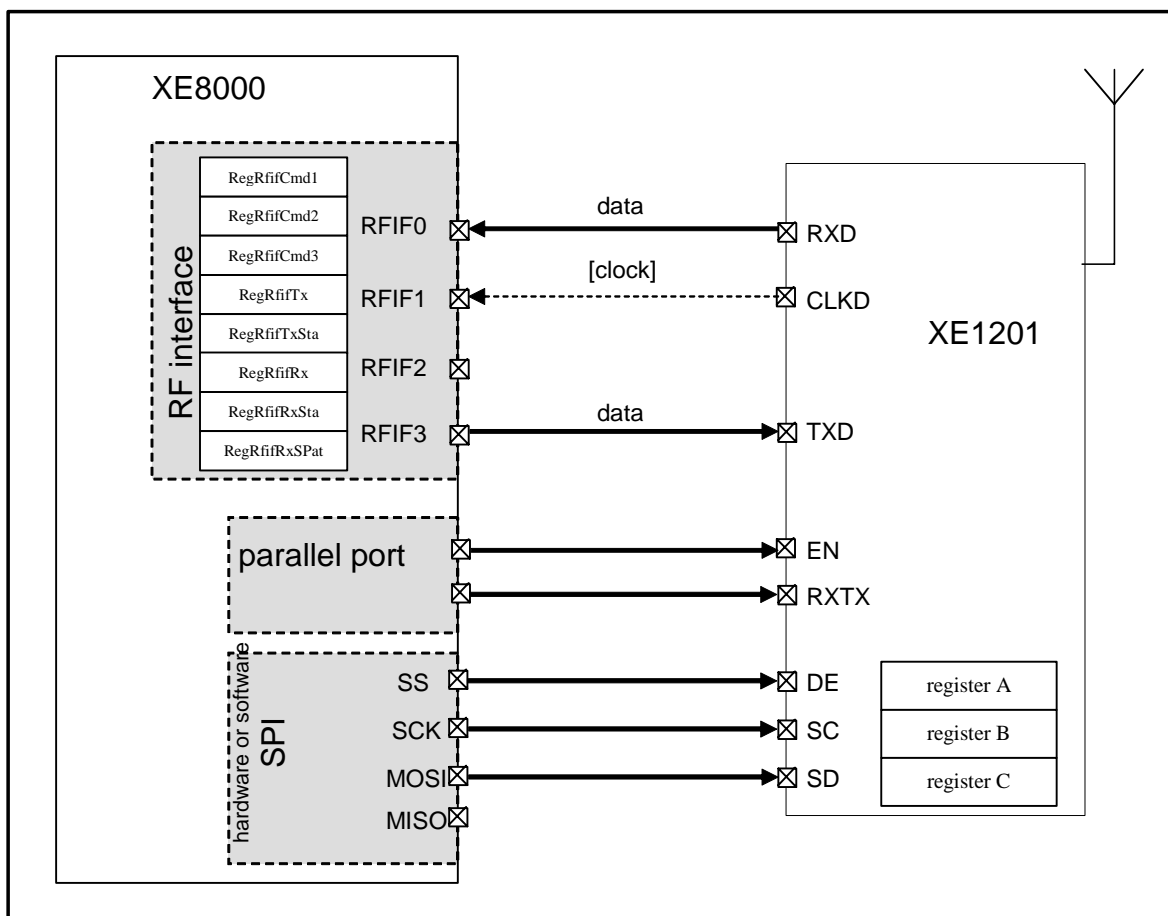 XE8000
RegRfifCmd1
RegRfifCmd2
RegRfifCmd3
RegRfifTx
RegRfifTxSta
RegRfifRx
RegRfifRxSta
RegRfifRxSPat
RF interface
RFIF0
RFIF1
RFIF2
RFIF3
data
[clock]
data
RXD
CLKD
XE1201
TXD
parallel port
EN
RXTX
hardware or software
SPI
SS
SCK
MOSI
MISO
DE
SC
SD
register A
register B
register C